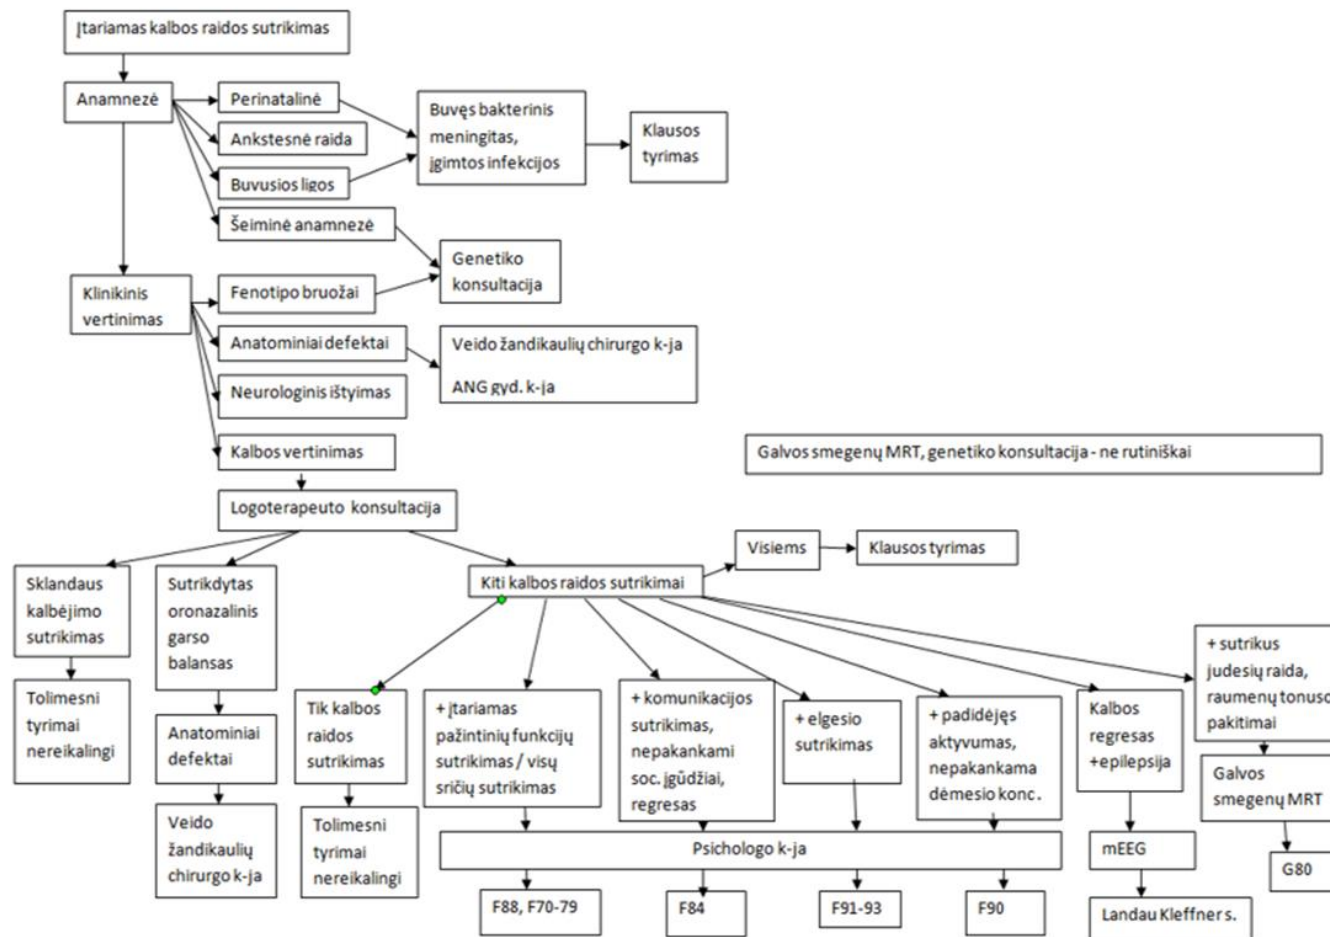 Įtariamas kalbos raidos sutrikimas
Anamnezė
Perinatalinė
Ankstesnė raida
Buvusios ligos
Šeiminė anamnezė
Buvęs bakterinis
meningitas,
įgimtos infekcijos
Klausos
tyrimas
Genetiko
konsultacija
Klinikinis
vertinimas
Fenotipo bruožai
Anatominiai defektai
Neurologinis ištyimas
Kalbos vertinimas
Veido žandikaulių chirurgo k-ja
ANG gyd. k-ja
Galvos smegenų MRT, genetiko konsultacija - ne rutiniškai
Logoterapeuto konsultacija
Visiems
Klausos tyrimas
Sklandaus
kalbėjimo
sutrikimas
Tolimesni
tyrimai
nereikalingi
Sutrikdytas
oronazalinis
garso
balansas
Anatominiai
defektai
Veido
žandikaulių
chirurgo k-ja
Kiti kalbos raidos sutrikimai
Tik kalbos
raidos
sutrikimas
Tolimesni
tyrimai
nereikalingi
+ įtariamas
pažintinių funkcijų
sutrikimas / visų
sričių sutrikimas
+ komunikacijos
sutrikimas,
nepakankami
soc. įgūdžiai,
regresas
+ elgesio
sutrikimas
+ padidėjęs
aktyvumas,
nepakankama
dėmesio konc.
Kalbos
regresas
+epilepsija
+ sutrikus
judesių raida,
raumenų tonuso
pakitimai
Psichologo k-ja
mEEG
Galvos
smegenų MRT
F88, F70-79
F84
F91-93
F90
Landau Kleffner s.
G80